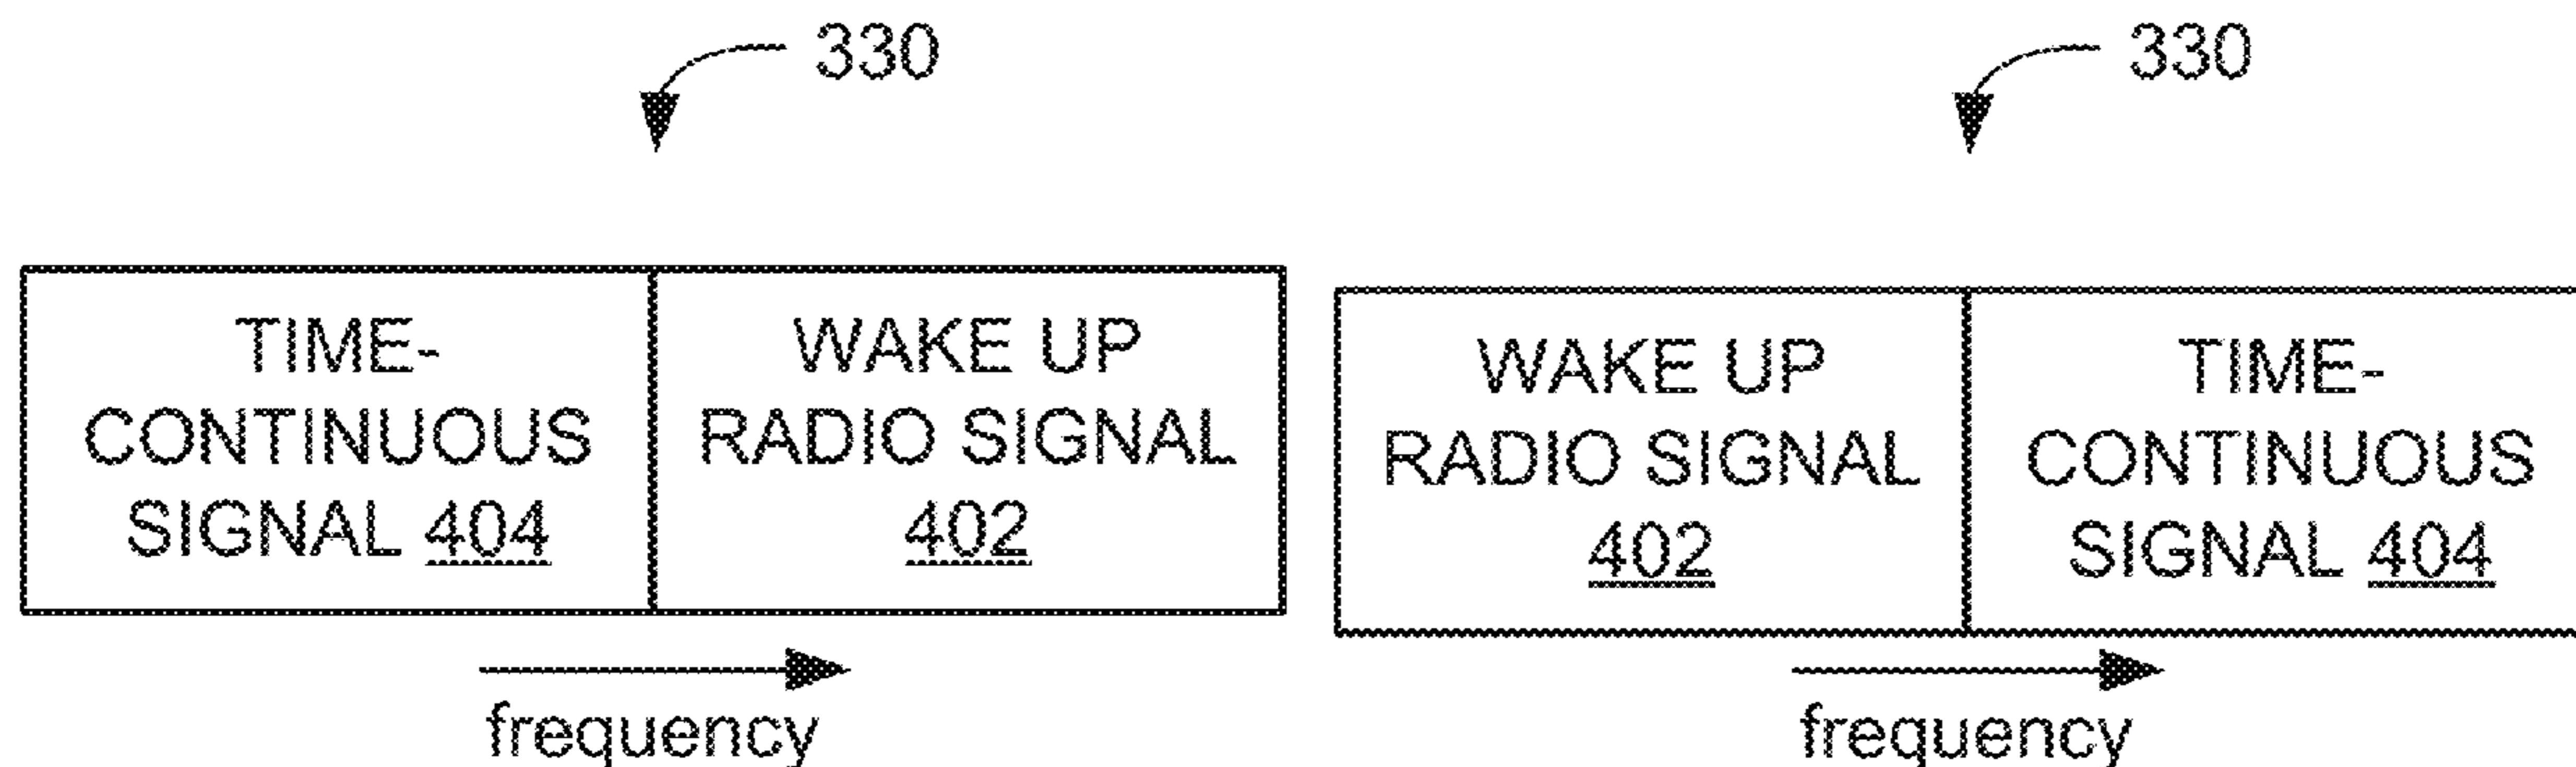 330
TIME-
CONTINUOUS
SIGNAL 404
WAKE UP
RADIO SIGNAL
402
frequency
330
WAKE UP
RADIO SIGNAL
402
TIME-
CONTINUOUS
SIGNAL 404
frequency